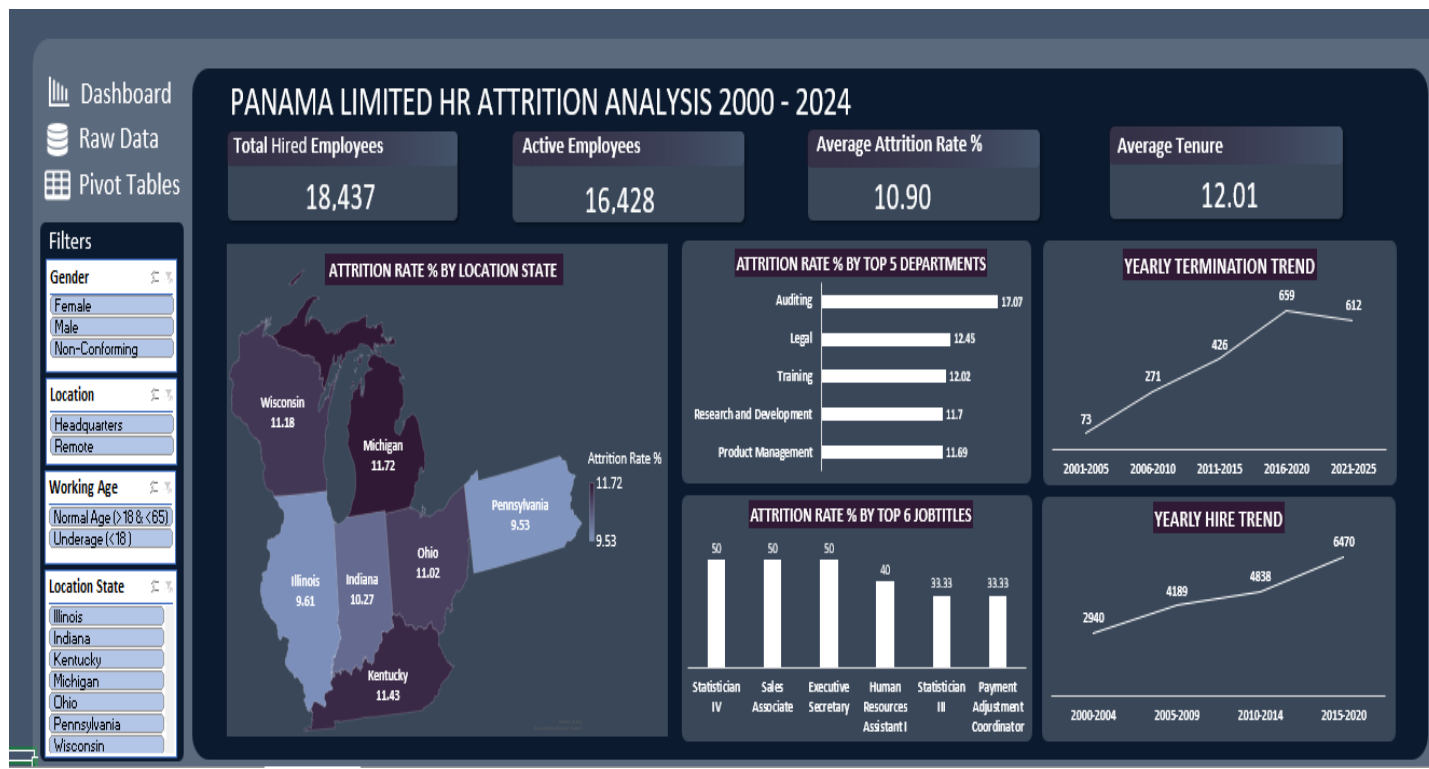 Dashboard
Raw Data
Pivot Tables
Filters
Gender
Female
Male
Non-Conforming
Location
Headquarters
Remote
Working Age
Normal Age (>18 & <65)
Underage (<18 )
Location State
Illinois
Indiana
Kentucky
Michigan
Ohio
Pennsylvania
Wisconsin
PANAMA LIMITED HR ATTRITION ANALYSIS 2000 - 2024
Total Hired Employees
18,437
Active Employees
16,428
Average Attrition Rate %
10.90
Average Tenure
12.01
ATTRITION RATE % BY LOCATION STATE
Wisconsin
11.18
Michigan
11.72
Pennsylvania
9.53
Ohio
11.02
Illinois
9.61
Indiana
10.27
Kentucky
11.43
Attrition Rate %
11.72
9.53
ATTRITION RATE % BY TOP 5 DEPARTMENTS
Auditing 17.07
Legal 12.45
Training 12.02
Research and Development 11.7
Product Management 11.69
YEARLY TERMINATION TREND
73
271
426
659
612
2001-2005 2006-2010 2011-2015 2016-2020 2021-2025
ATTRITION RATE % BY TOP 6 JOBTITLES
50 50 50 40 33.33 33.33
Statistician Sales Executive Human Statistician Payment
IV Associate Secretary Resources III Adjustment
Assistant I Coordinator
YEARLY HIRE TREND
2940
4189
4838
6470
2000-2004 2005-2009 2010-2014 2015-2020